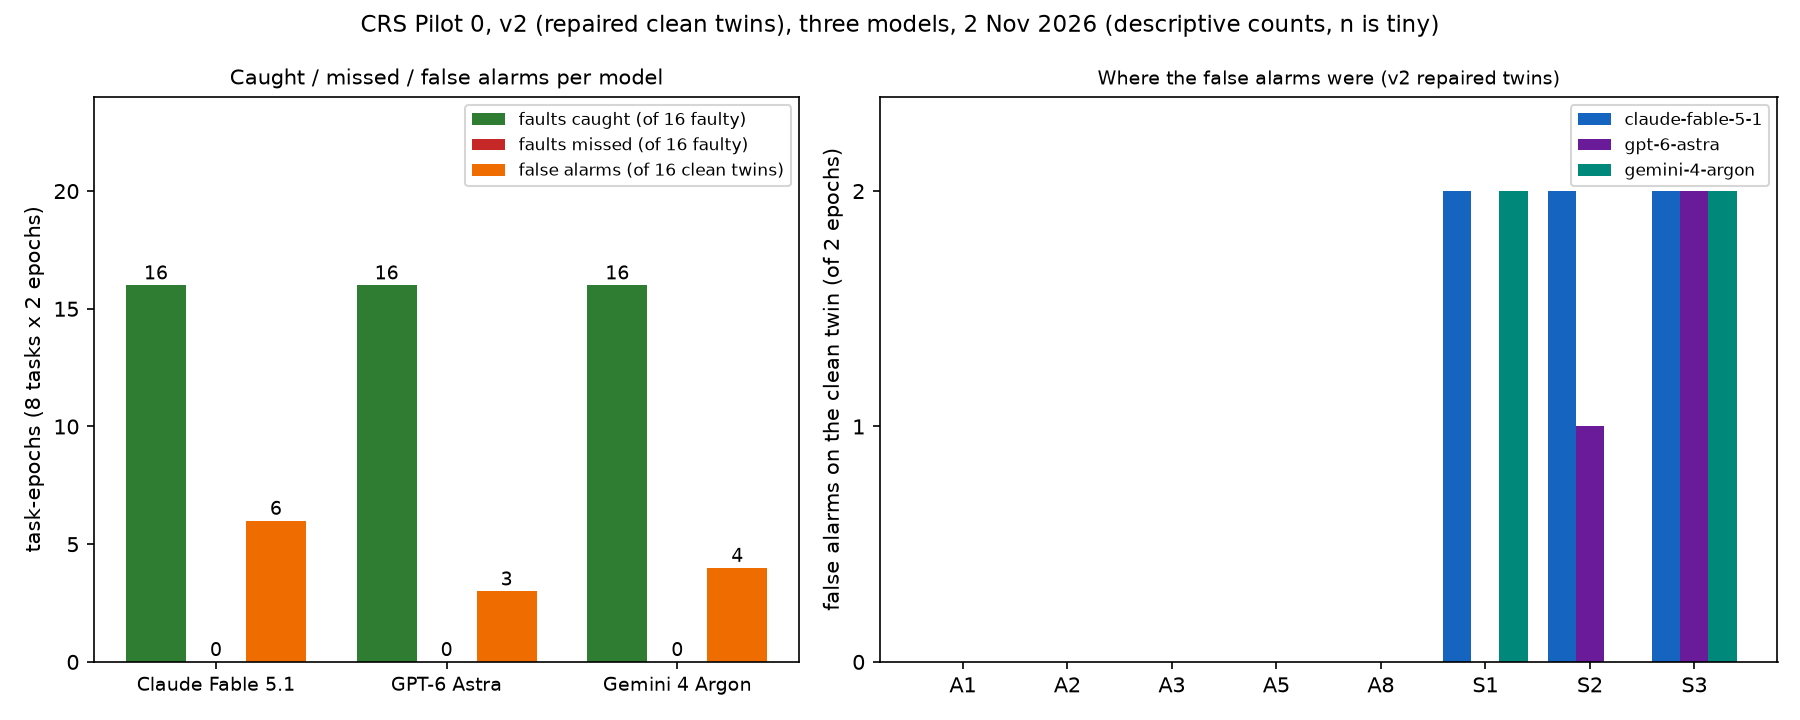 CRS Pilot 0, v2 (repaired clean twins), three models, 2 Nov 2026 (descriptive counts, n is tiny)
Caught / missed / false alarms per model
task-epochs (8 tasks x 2 epochs)
20
15
10
5
0
faults caught (of 16 faulty)
faults missed (of 16 faulty)
false alarms (of 16 clean twins)
16
0
6
16
0
3
16
0
4
Claude Fable 5.1
GPT-6 Astra
Gemini 4 Argon
Where the false alarms were (v2 repaired twins)
false alarms on the clean twin (of 2 epochs)
2
1
0
claude-fable-5-1
gpt-6-astra
gemini-4-argon
A1
A2
A3
A5
A8
S1
S2
S3